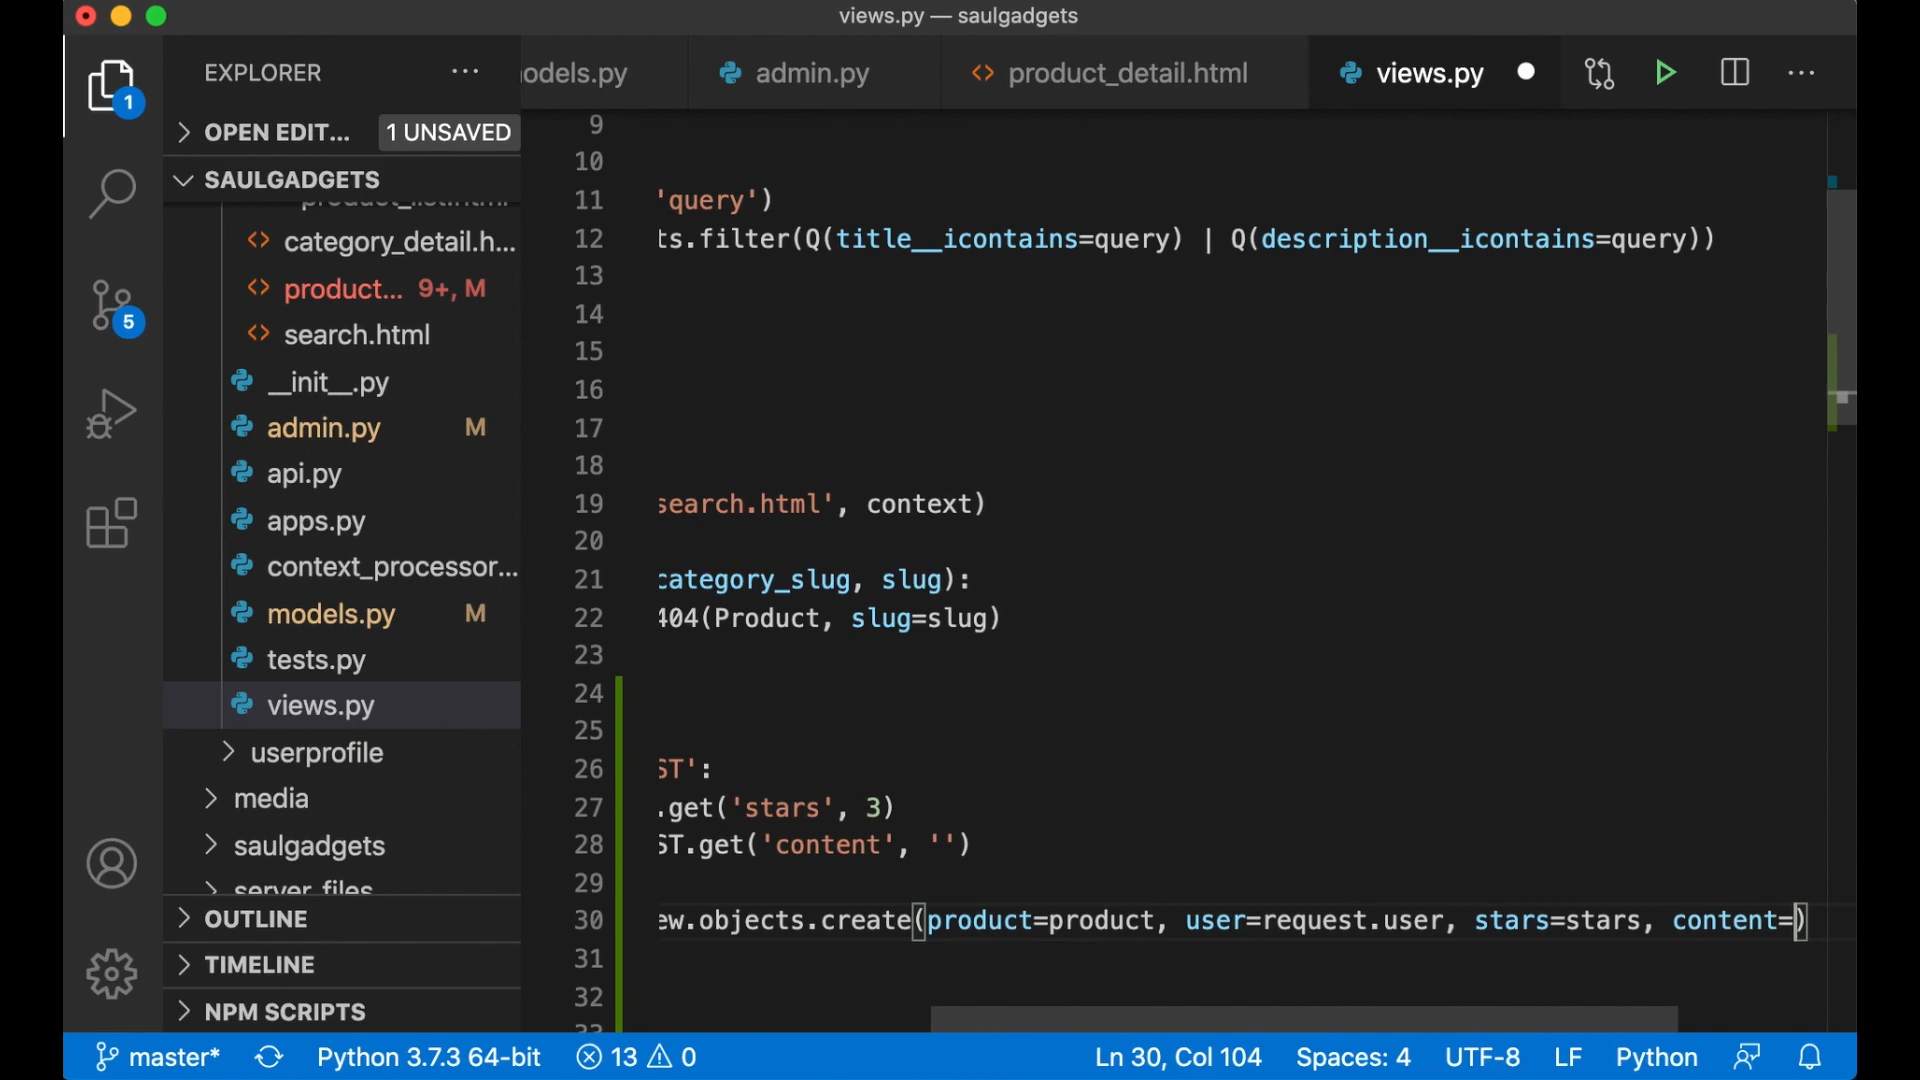 views.py — saulgadgets
EXPLORER
odels.py
admin.py
product_detail.html
views.py
1
OPEN EDIT...
1 UNSAVED
SAULGADGETS
product_list.html
category_detail.h...
product... 9+, M
search.html
__init__.py
admin.py M
api.py
apps.py
context_processor...
models.py M
tests.py
views.py
userprofile
media
saulgadgets
server_files
OUTLINE
TIMELINE
NPM SCRIPTS
5
9
10
11 'query')
12 ts.filter(Q(title__icontains=query) | Q(description__icontains=query))
13
14
15
16
17
18
19 search.html', context)
20
21 category_slug, slug):
22 404(Product, slug=slug)
23
24
25
26 ST':
27 .get('stars', 3)
28 ST.get('content', '')
29
30 ew.objects.create(product=product, user=request.user, stars=stars, content=)
31
32
33
master*
Python 3.7.3 64-bit
13
0
Ln 30, Col 104
Spaces: 4
UTF-8
LF
Python